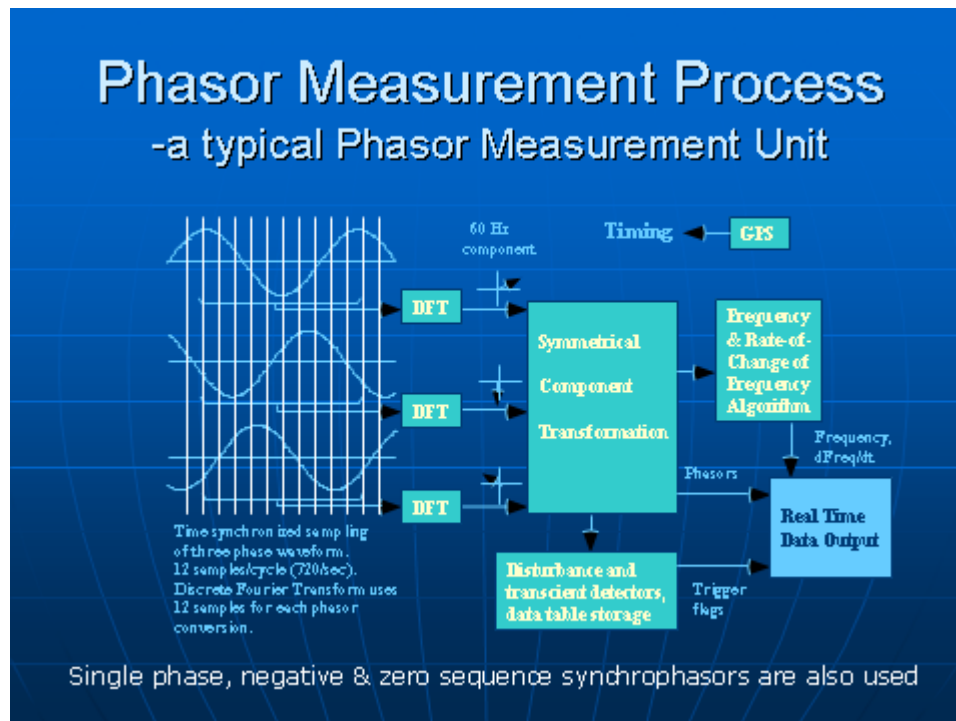 Phasor Measurement Process
-a typical Phasor Measurement Unit
60 Hz
component.
Timing
GPS
DFT
DFT
DFT
Symmetrical
Component
Transformation
Frequency
& Rate-of-
Change of
Frequency
Algorithm
Frequency,
dFreq/dt
Phasors
Real Time
Data Output
Time synchronized sampling
of three phase waveform.
12 samples/cycle (720/sec).
Discrete Fourier Transform uses
12 samples for each phasor
conversion.
Disturbance and
transcient detectors,
data table storage
Trigger
flags
Single phase, negative & zero sequence synchrophasors are also used